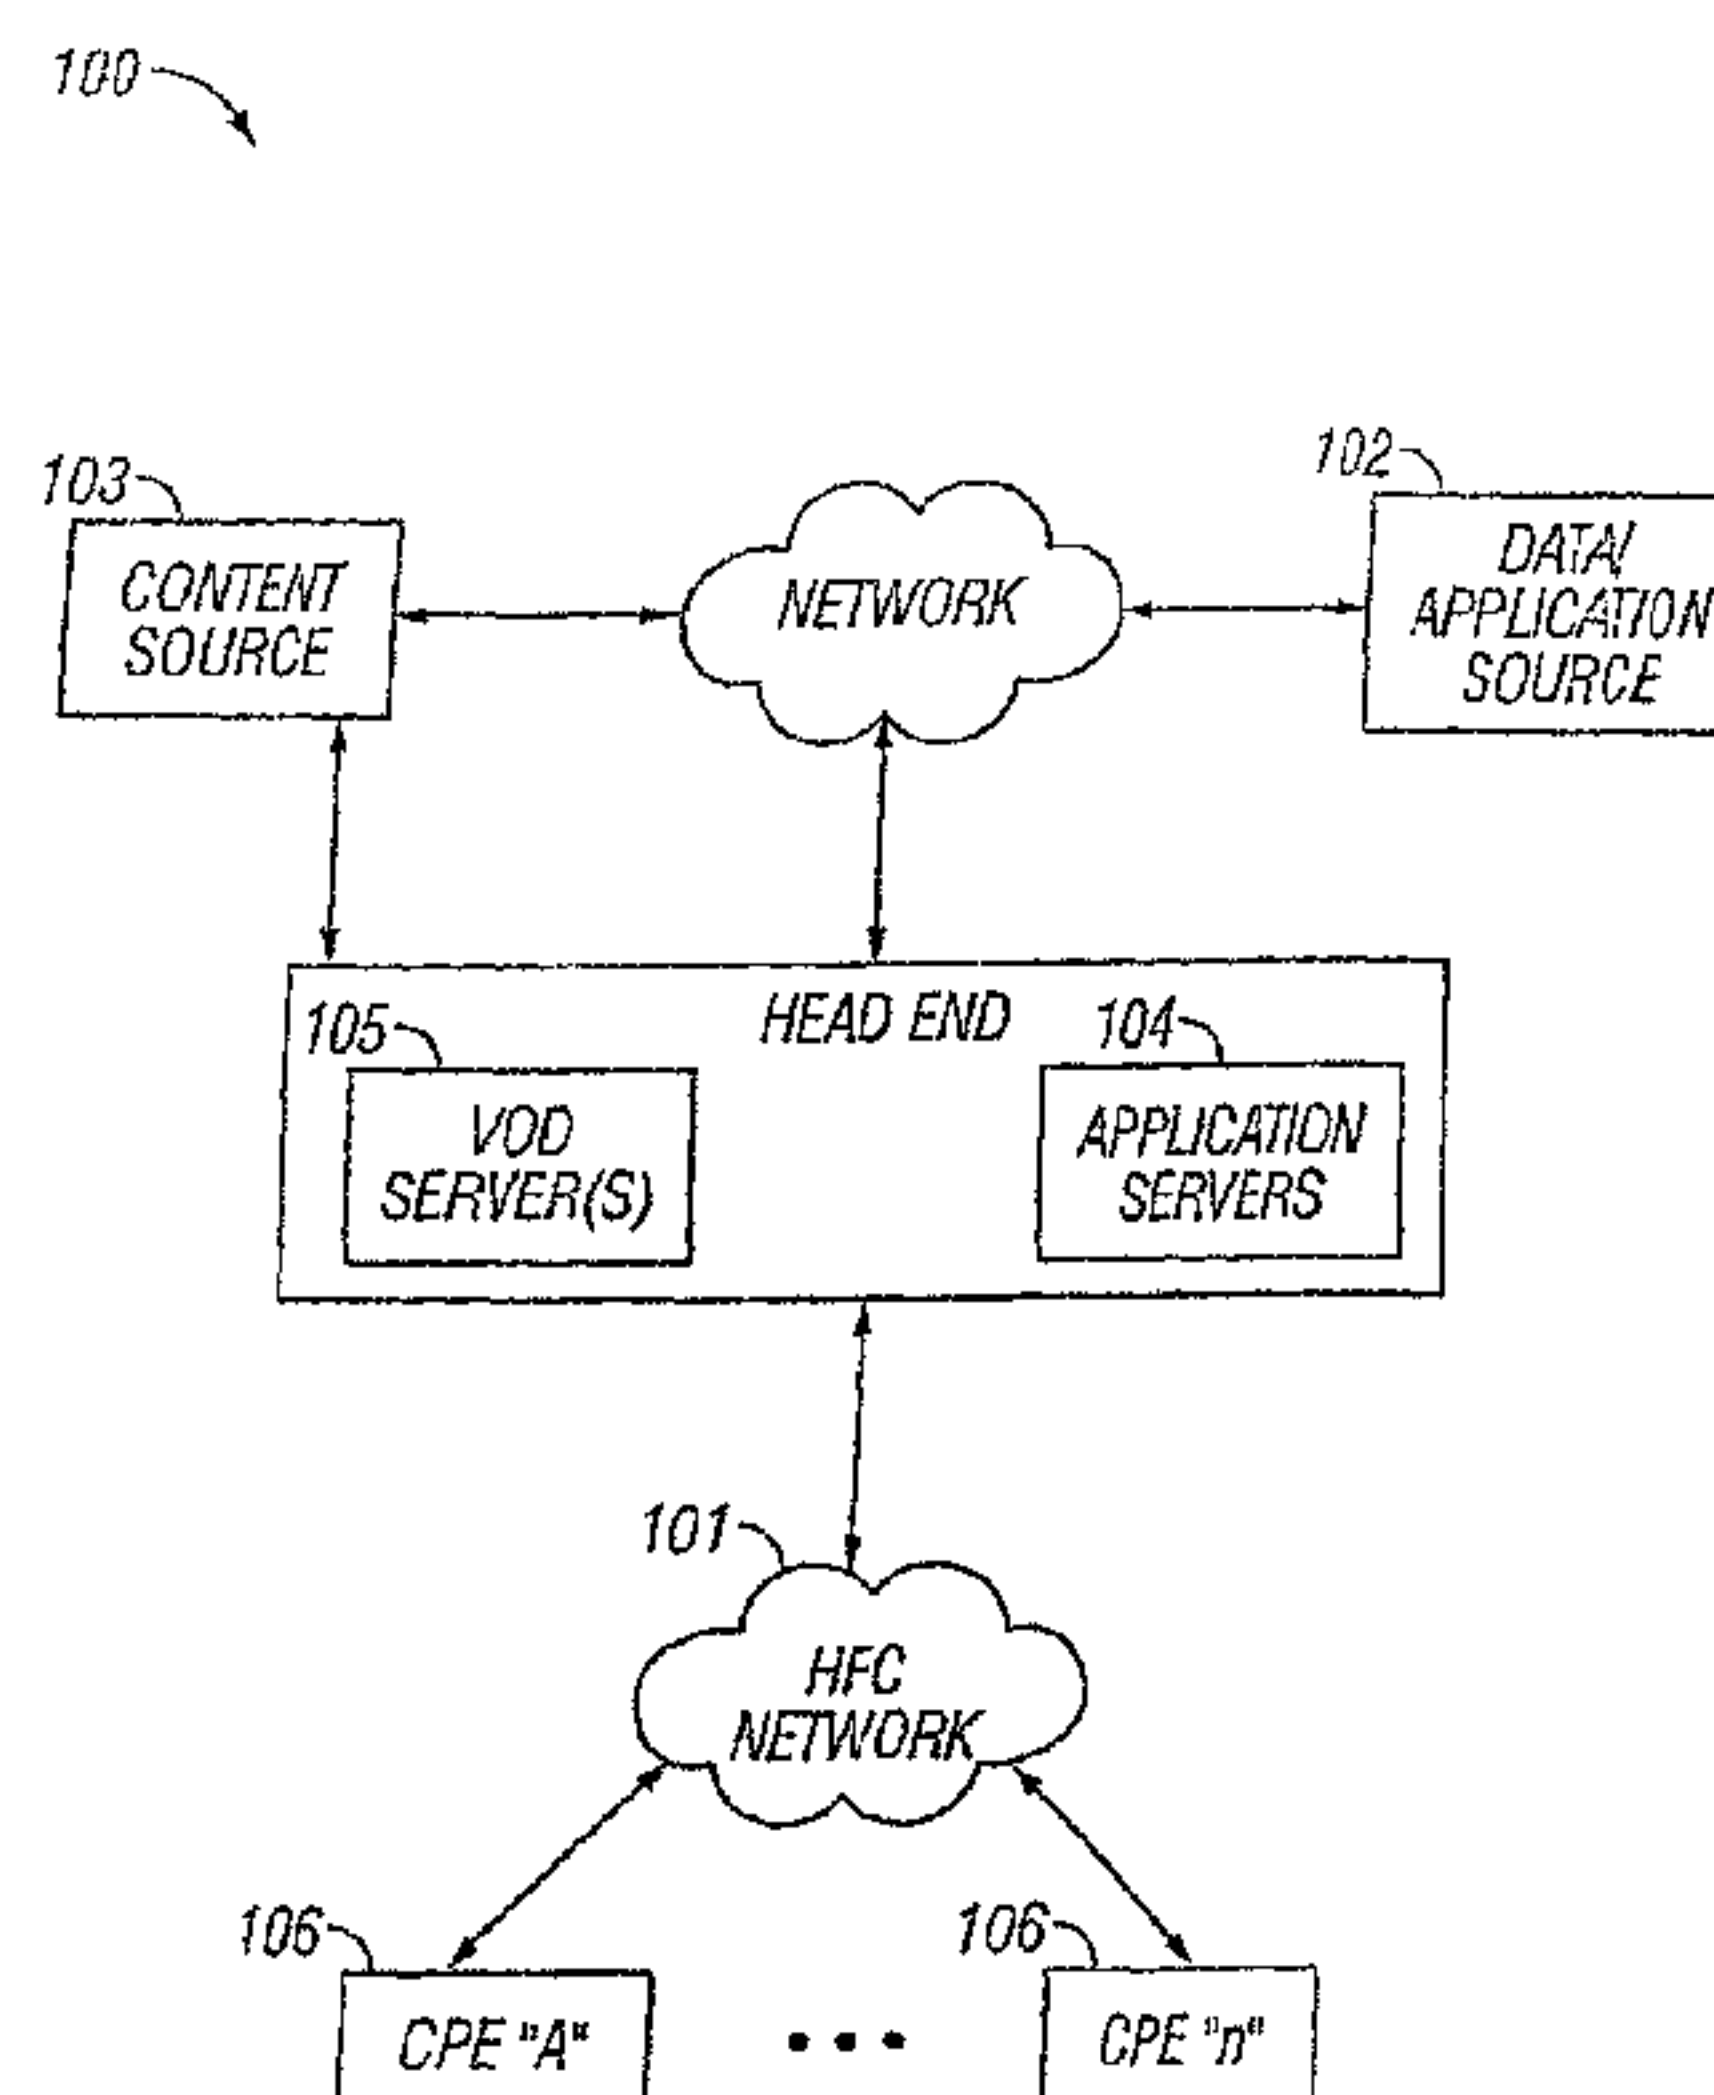 100
103
102
CONTENT
SOURCE
NETWORK
DATA/
APPLICATION
SOURCE
HEAD END
105
104
VOD
SERVER(S)
APPLICATION
SERVERS
101
HFC
NETWORK
106
106
CPE "A"
CPE "n"